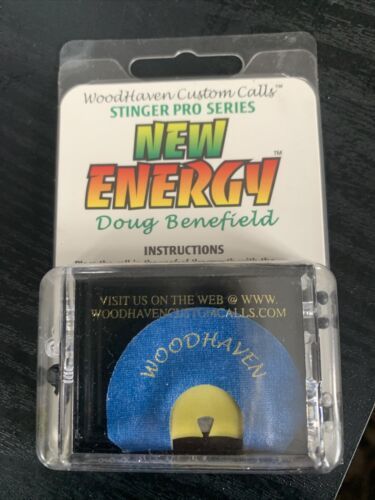 WoodHaven Custom Calls™
STINGER PRO SERIES
NEW
ENERGY™
Doug Benefield
INSTRUCTIONS
VISIT US ON THE WEB @ WWW.
WOODHAVENCUSTOMCALLS.COM
WOODHAVEN